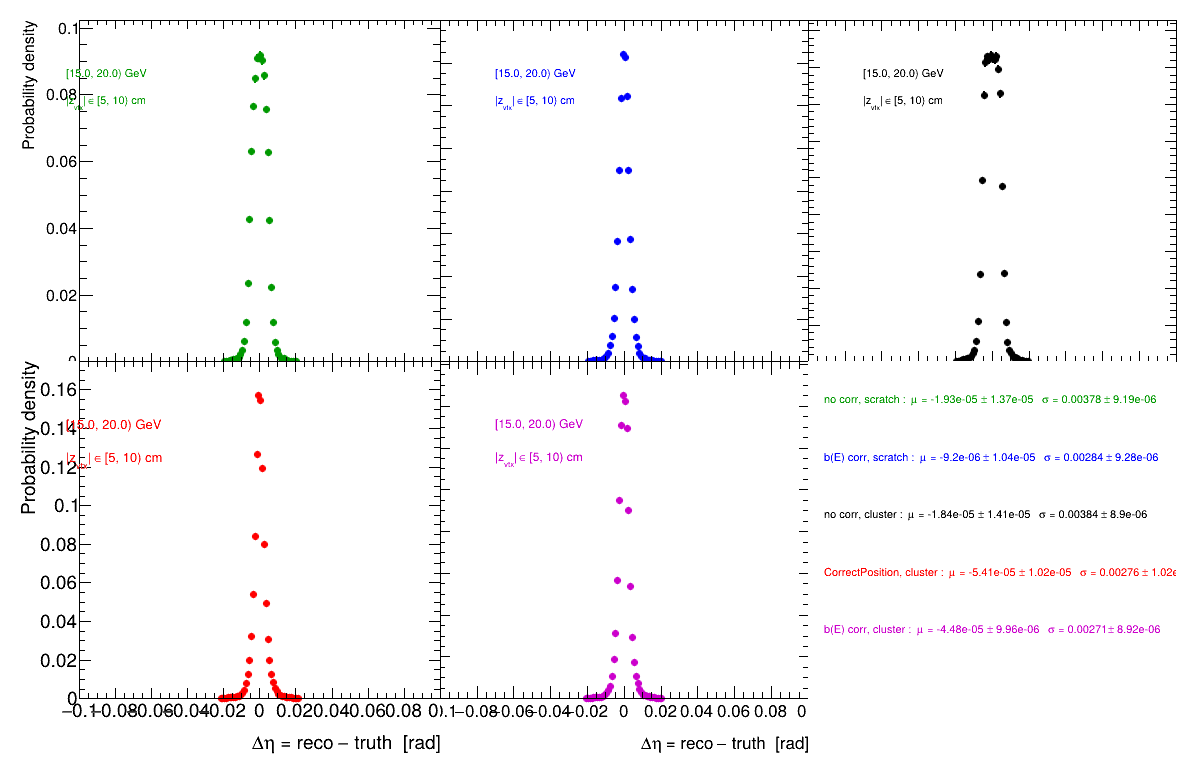 Probability density
0.1
0.08
0.06
0.04
0.02
0
[15.0, 20.0) GeV
|z_vtx| ∈ [5, 10) cm
[15.0, 20.0) GeV
|z_vtx| ∈ [5, 10) cm
[15.0, 20.0) GeV
|z_vtx| ∈ [5, 10) cm
Probability density
0.16
0.14
0.12
0.1
0.08
0.06
0.04
0.02
0
[15.0, 20.0) GeV
|z_vtx| ∈ [5, 10) cm
[15.0, 20.0) GeV
|z_vtx| ∈ [5, 10) cm
−0.1 −0.08 −0.06 −0.04 −0.02 0 0.02 0.04 0.06 0.08 0.1
−0.08 −0.06 −0.04 −0.02 0 0.02 0.04 0.06 0.08 0
Δη = reco − truth [rad]
Δη = reco − truth [rad]
no corr, scratch : μ = -1.93e-05 ± 1.37e-05 σ = 0.00378 ± 9.19e-06
b(E) corr, scratch : μ = -9.2e-06 ± 1.04e-05 σ = 0.00284 ± 9.28e-06
no corr, cluster : μ = -1.84e-05 ± 1.41e-05 σ = 0.00384 ± 8.9e-06
CorrectPosition, cluster : μ = -5.41e-05 ± 1.02e-05 σ = 0.00276 ± 1.02e
b(E) corr, cluster : μ = -4.48e-05 ± 9.96e-06 σ = 0.00271 ± 8.92e-06